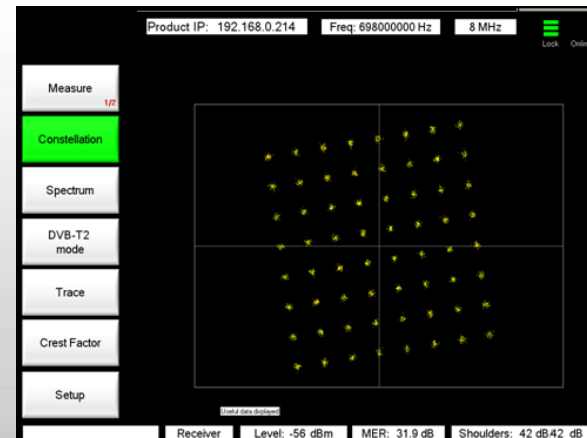 Product IP: 192.168.0.214 Freq: 698000000 Hz 8 MHz
Lock
Measure
1/2
Constellation
Spectrum
DVB-T2
mode
Trace
Crest Factor
Setup
Useful data displayed
Receiver Level: -56 dBm MER: 31.9 dB Shoulders: 42 dB 42 dB